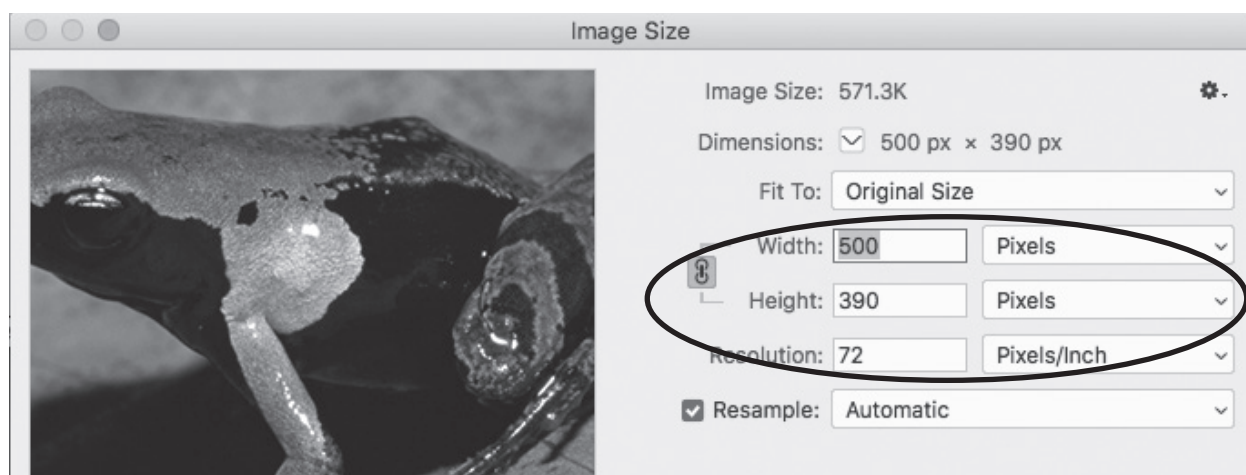 Image Size
Image Size: 571.3K
Dimensions: 500 px × 390 px
Fit To: Original Size
Width: 500 Pixels
Height: 390 Pixels
Resolution: 72 Pixels/Inch
Resample: Automatic